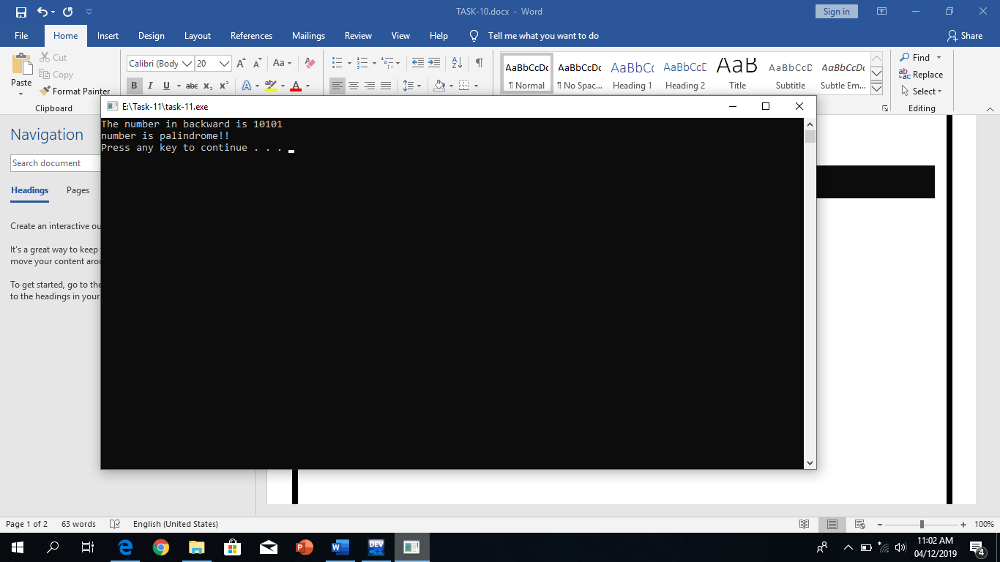 TASK-10.docx - Word
Sign in
File Home Insert Design Layout References Mailings Review View Help Tell me what you want to do Share
Paste
Cut
Copy
Format Painter
Clipboard
Calibri (Body 20 Aa
B I U abc x₂ x² A aby A
AaBbCcDc AaBbCcDc AaBbCc AaBbCcD AaB AaBbCcD AaBbCcDc
¶ Normal ¶ No Spac... Heading 1 Heading 2 Title Subtitle Subtle Em...
Find
Replace
Select
Editing
Navigation
Search document
Headings Pages
Create an interactive ou
It's a great way to keep
move your content arou
To get started, go to the
to the headings in your
E:\Task-11\task-11.exe
The number in backward is 10101
number is palindrome!!
Press any key to continue . . .
Page 1 of 2 63 words English (United States) 100%
DEV
11:02 AM
04/12/2019
4